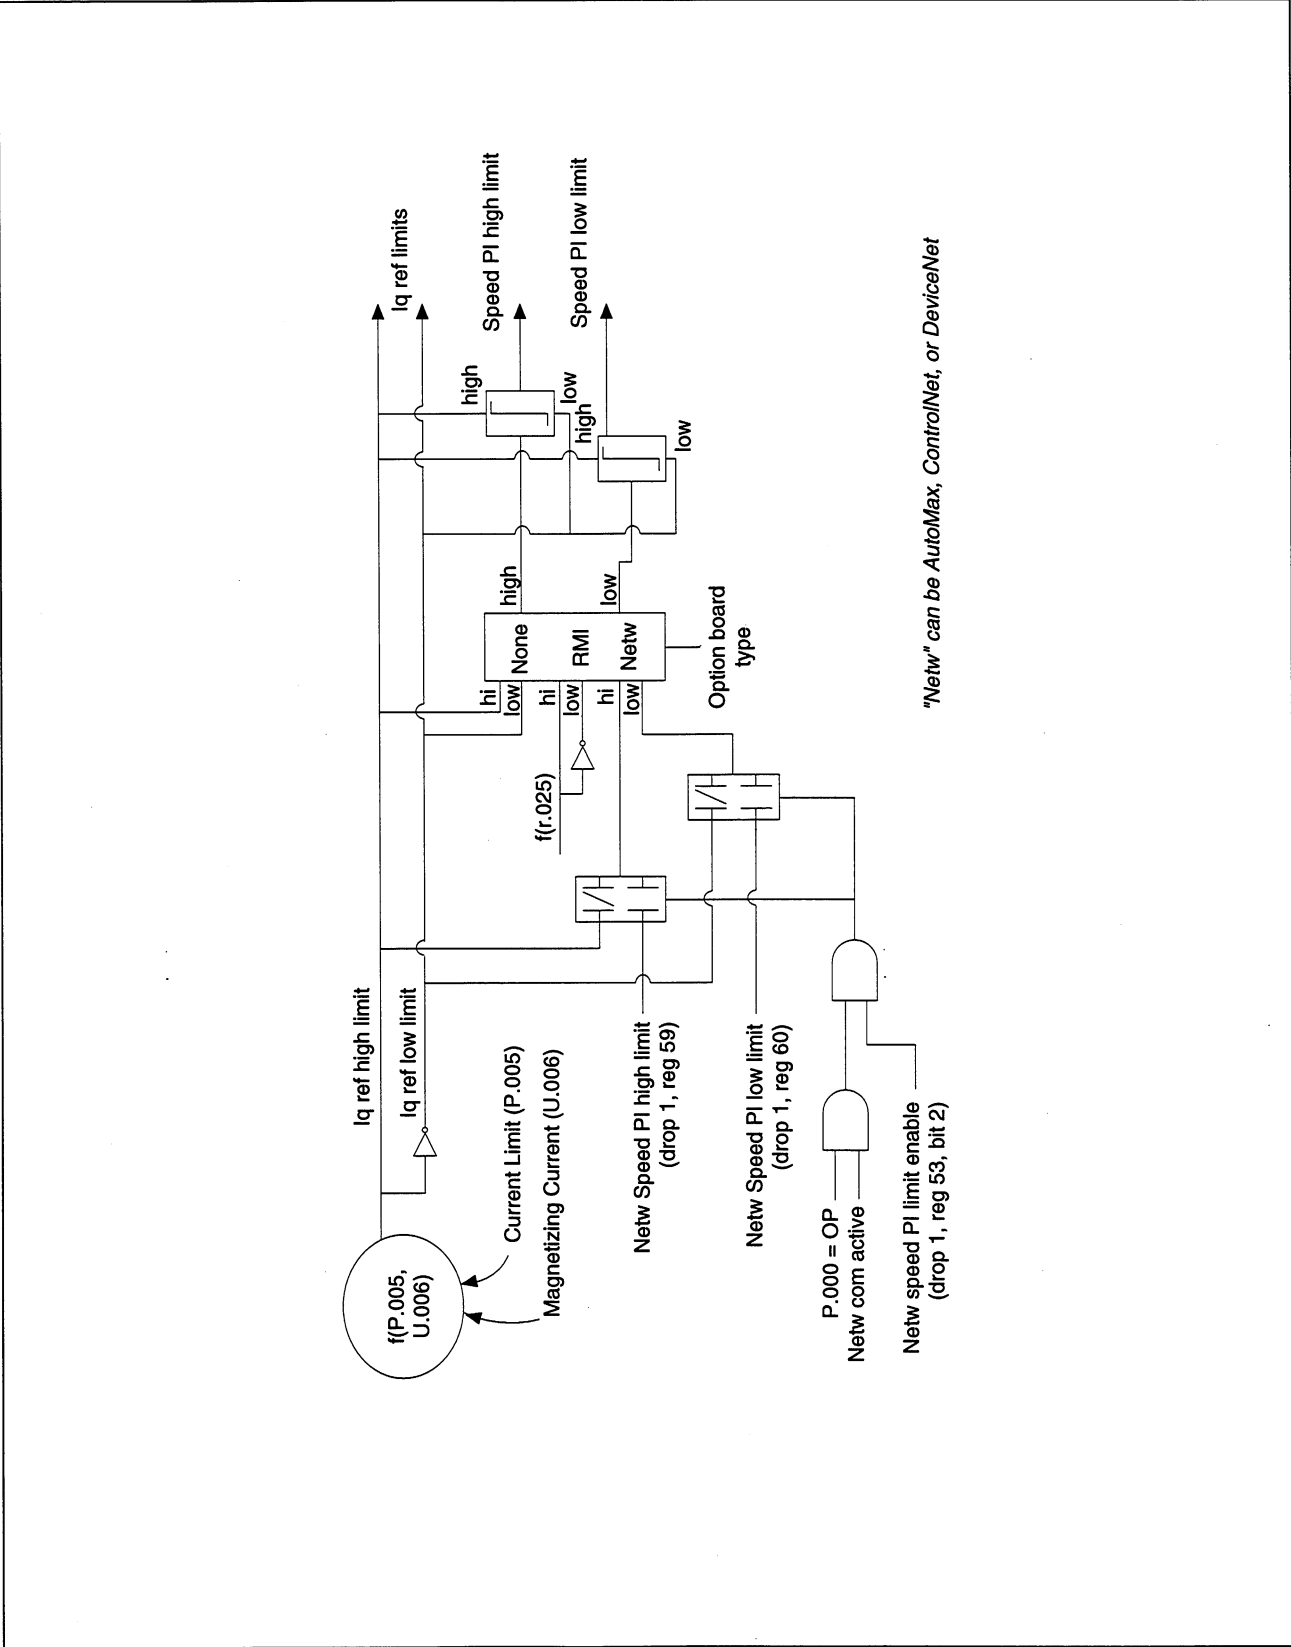 f(P.005,
U.006)
Current Limit (P.005)
Magnetizing Current (U.006)
Iq ref high limit
Iq ref low limit
Iq ref limits
Netw Speed PI high limit
(drop 1, reg 59)
Netw Speed PI low limit
(drop 1, reg 60)
P.000 = OP
Netw com active
Netw speed PI limit enable
(drop 1, reg 53, bit 2)
f(r.025)
hi
low
hi
low
hi
low
None
RMI
Netw
Option board
type
high
low
high
low
high
low
Speed PI high limit
Speed PI low limit
"Netw" can be AutoMax, ControlNet, or DeviceNet